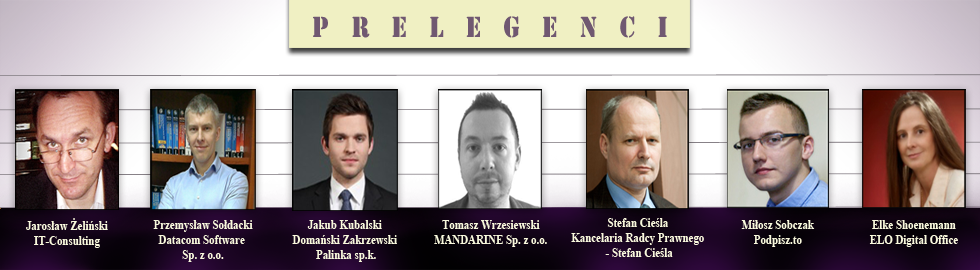 PRELEGENCI
Jarosław Żeliński
IT-Consulting
Przemysław Sołdacki
Datacom Software
Sp. z o.o.
Jakub Kubalski
Domański Zakrzewski
Palinka sp.k.
Tomasz Wrzesiewski
MANDARINE Sp. z o.o.
Stefan Cieśla
Kancelaria Radcy Prawnego
- Stefan Cieśla
Miłosz Sobczak
Podpisz.to
Elke Shoenemann
ELO Digital Office